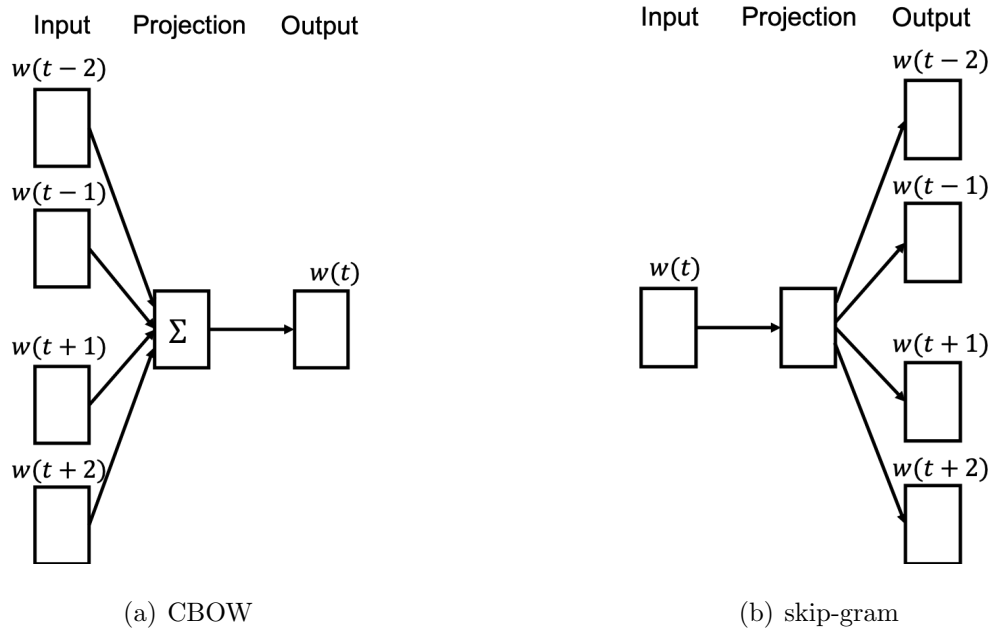 Input Projection Output
w(t − 2)
w(t − 1)
w(t + 1)
w(t + 2)
Σ
w(t)
(a) CBOW
Input Projection Output
w(t)
w(t − 2)
w(t − 1)
w(t + 1)
w(t + 2)
(b) skip-gram